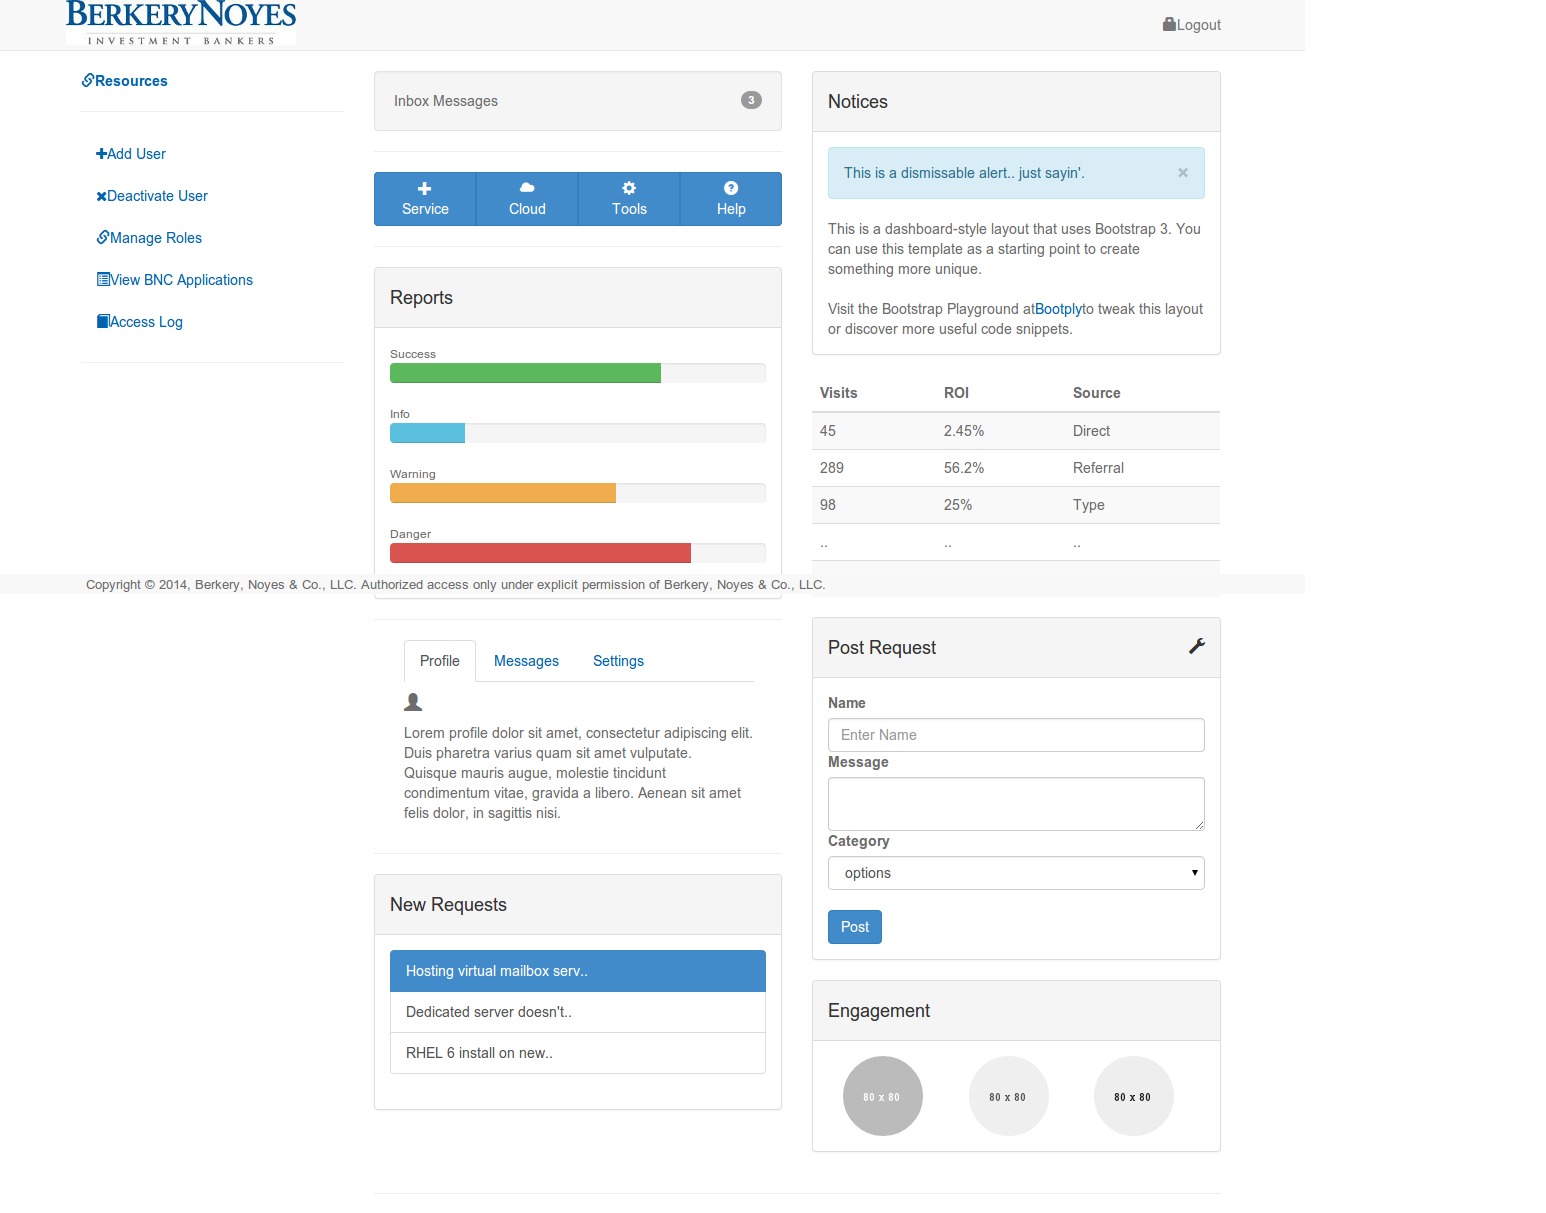 BERKERYNOYES
INVESTMENT BANKERS
Logout
Resources
Add User
Deactivate User
Manage Roles
View BNC Applications
Access Log
Inbox Messages 3
Service Cloud Tools Help
Reports
Success
Info
Warning
Danger
Notices
This is a dismissable alert.. just sayin'. ×
This is a dashboard-style layout that uses Bootstrap 3. You
can use this template as a starting point to create
something more unique.
Visit the Bootstrap Playground atBootplyto tweak this layout
or discover more useful code snippets.
Visits ROI Source
45 2.45% Direct
289 56.2% Referral
98 25% Type
.. .. ..
Copyright © 2014, Berkery, Noyes & Co., LLC. Authorized access only under explicit permission of Berkery, Noyes & Co., LLC.
Profile Messages Settings
Lorem profile dolor sit amet, consectetur adipiscing elit.
Duis pharetra varius quam sit amet vulputate.
Quisque mauris augue, molestie tincidunt
condimentum vitae, gravida a libero. Aenean sit amet
felis dolor, in sagittis nisi.
New Requests
Hosting virtual mailbox serv..
Dedicated server doesn't..
RHEL 6 install on new..
Post Request
Name
Enter Name
Message
Category
options
Post
Engagement
80 x 80 80 x 80 80 x 80